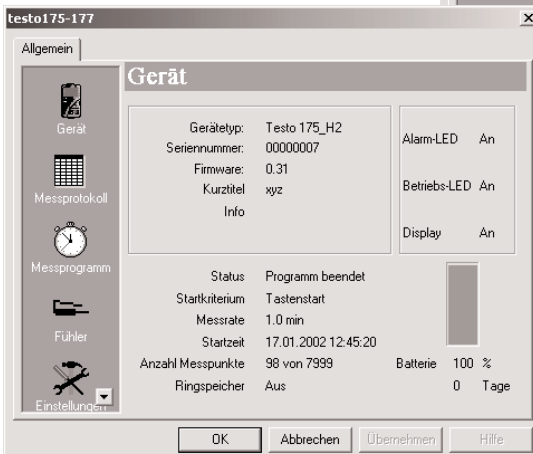 testo175-177
Allgemein
Gerät
Messprotokoll
Messprogramm
Fühler
Einstellungen
Gerät
Gerätetyp: Testo 175_H2
Seriennummer: 00000007
Firmware: 0.31
Kurztitel xyz
Info
Alarm-LED An
Betriebs-LED An
Display An
Status Programm beendet
Startkriterium Tastenstart
Messrate 1.0 min
Startzeit 17.01.2002 12:45:20
Anzahl Messpunkte 98 von 7999
Ringspeicher Aus
Batterie 100 %
0 Tage
OK Abbrechen Übernehmen Hilfe